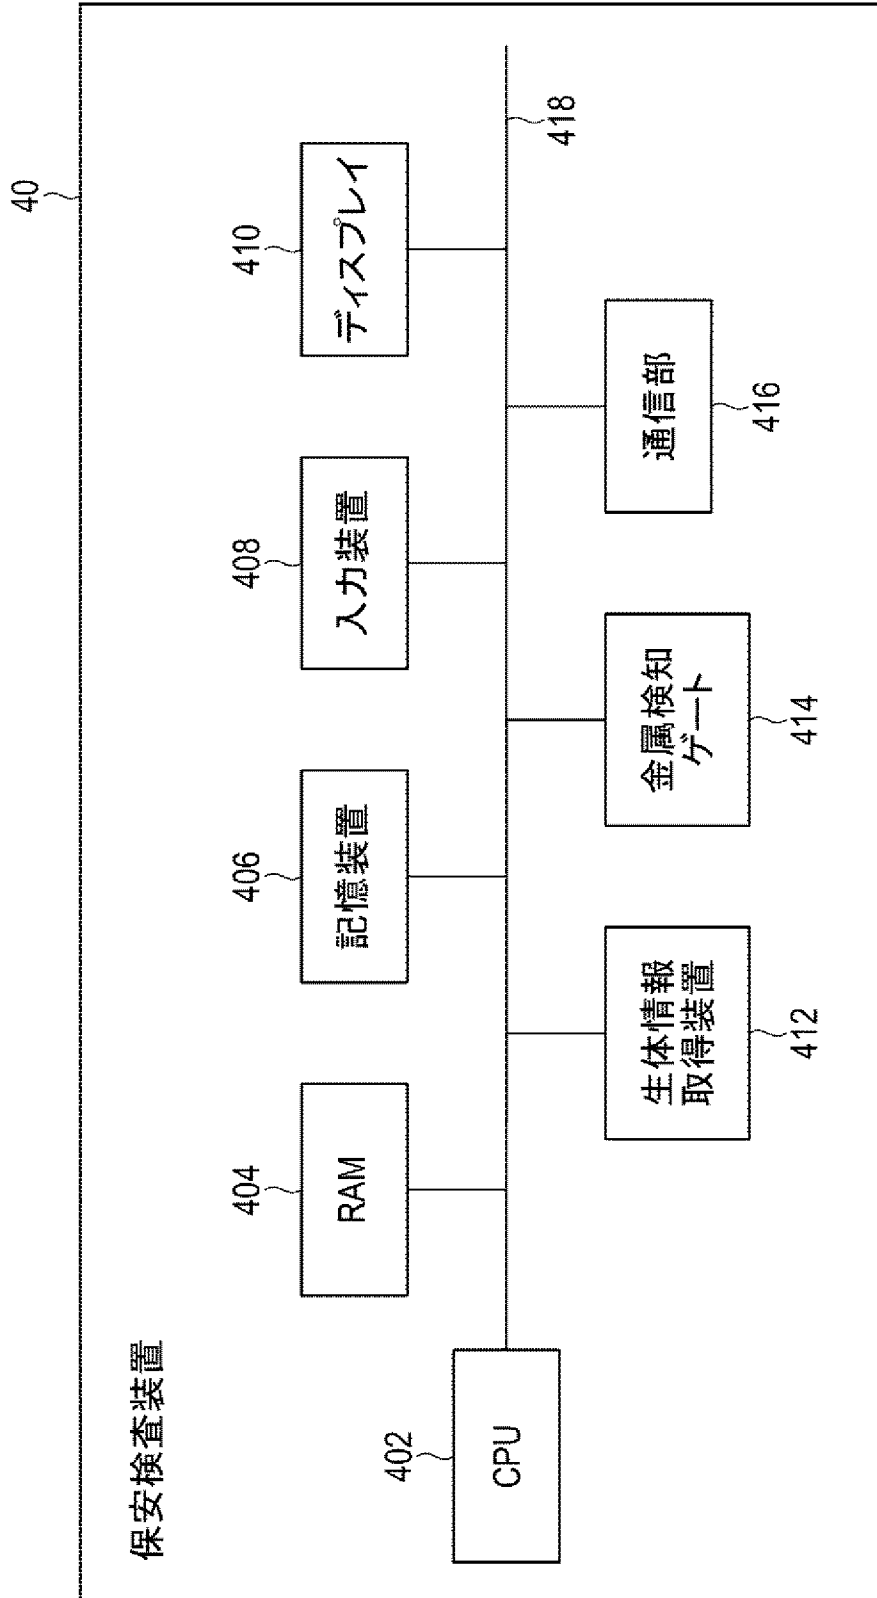 40
保安検査装置
402
CPU
404
RAM
406
記憶装置
408
入力装置
410
ディスプレイ
418
生体情報
取得装置
412
金属検知
ゲート
414
通信部
416